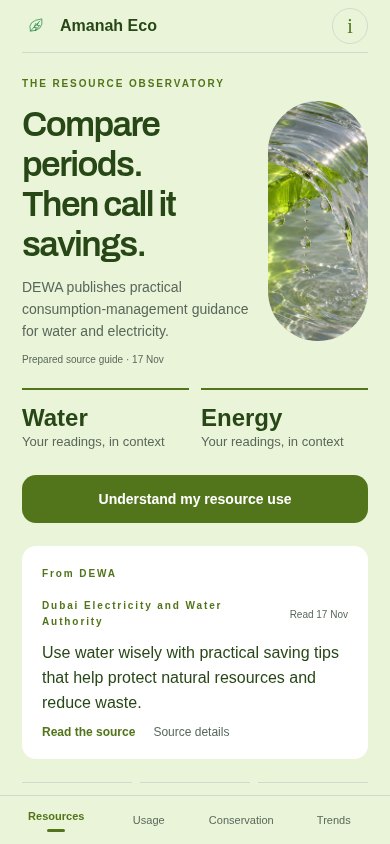 Amanah Eco
i
THE RESOURCE OBSERVATORY
Compare
periods.
Then call it
savings.
DEWA publishes practical
consumption-management guidance
for water and electricity.
Prepared source guide · 17 Nov
Water
Your readings, in context
Energy
Your readings, in context
Understand my resource use
From DEWA
Dubai Electricity and Water
Authority
Read 17 Nov
Use water wisely with practical saving tips
that help protect natural resources and
reduce waste.
Read the source
Source details
Resources
Usage
Conservation
Trends